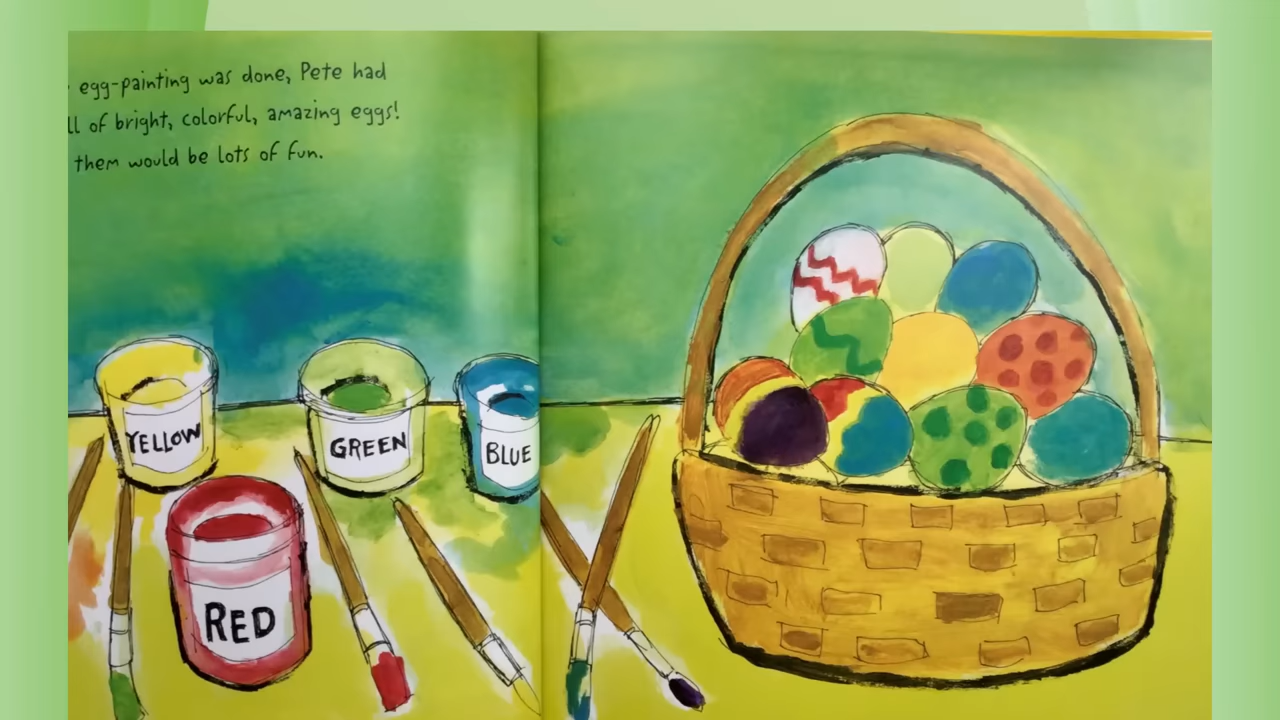 egg-painting was done, Pete had
ll of bright, colorful, amazing eggs!
them would be lots of fun.
YELLOW
GREEN
BLUE
RED